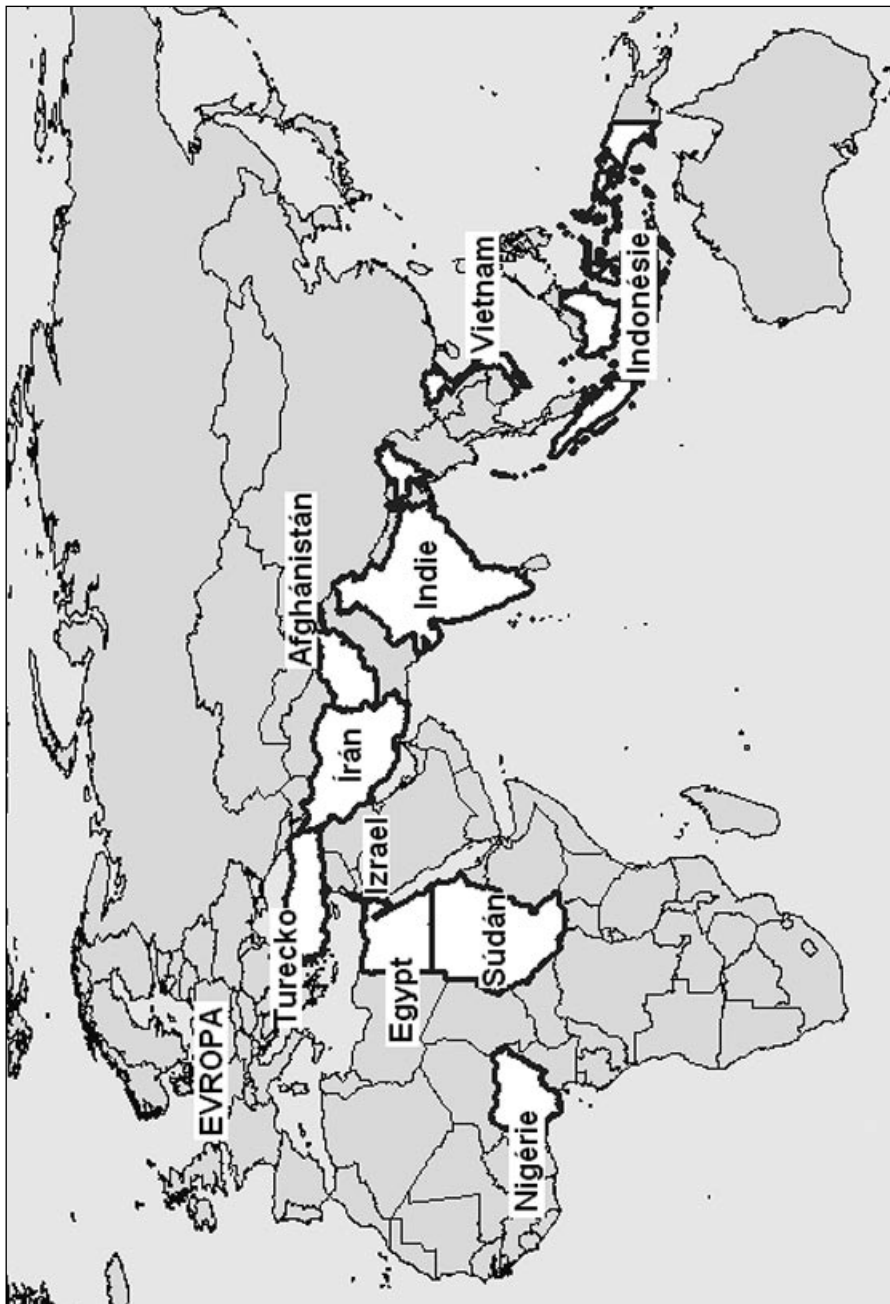 EVROPA
Turecko
Írán
Afghánistán
Izrael
Egypt
Súdán
Nigérie
Indie
Vietnam
Indonésie